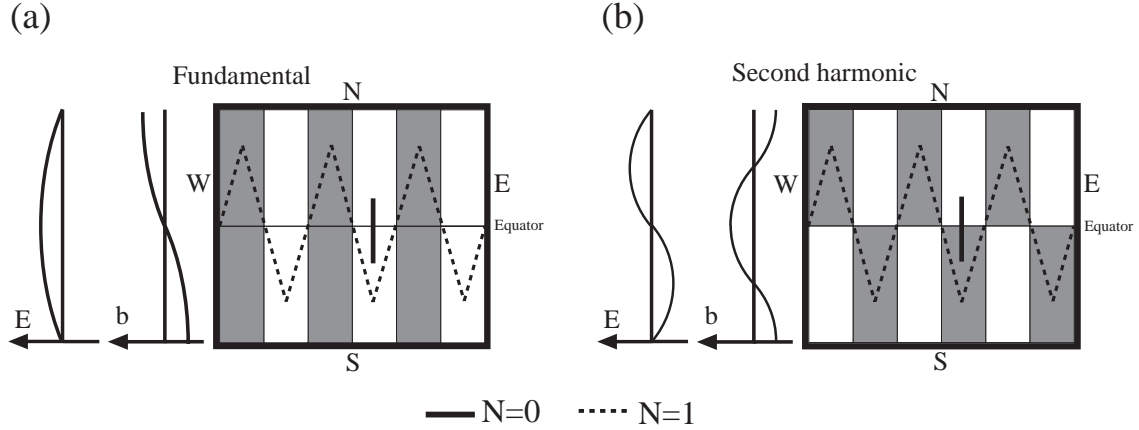 (a)
Fundamental
N
W
E
Equator
E
b
S
(b)
Second harmonic
N
W
E
Equator
E
b
S
N=0 N=1